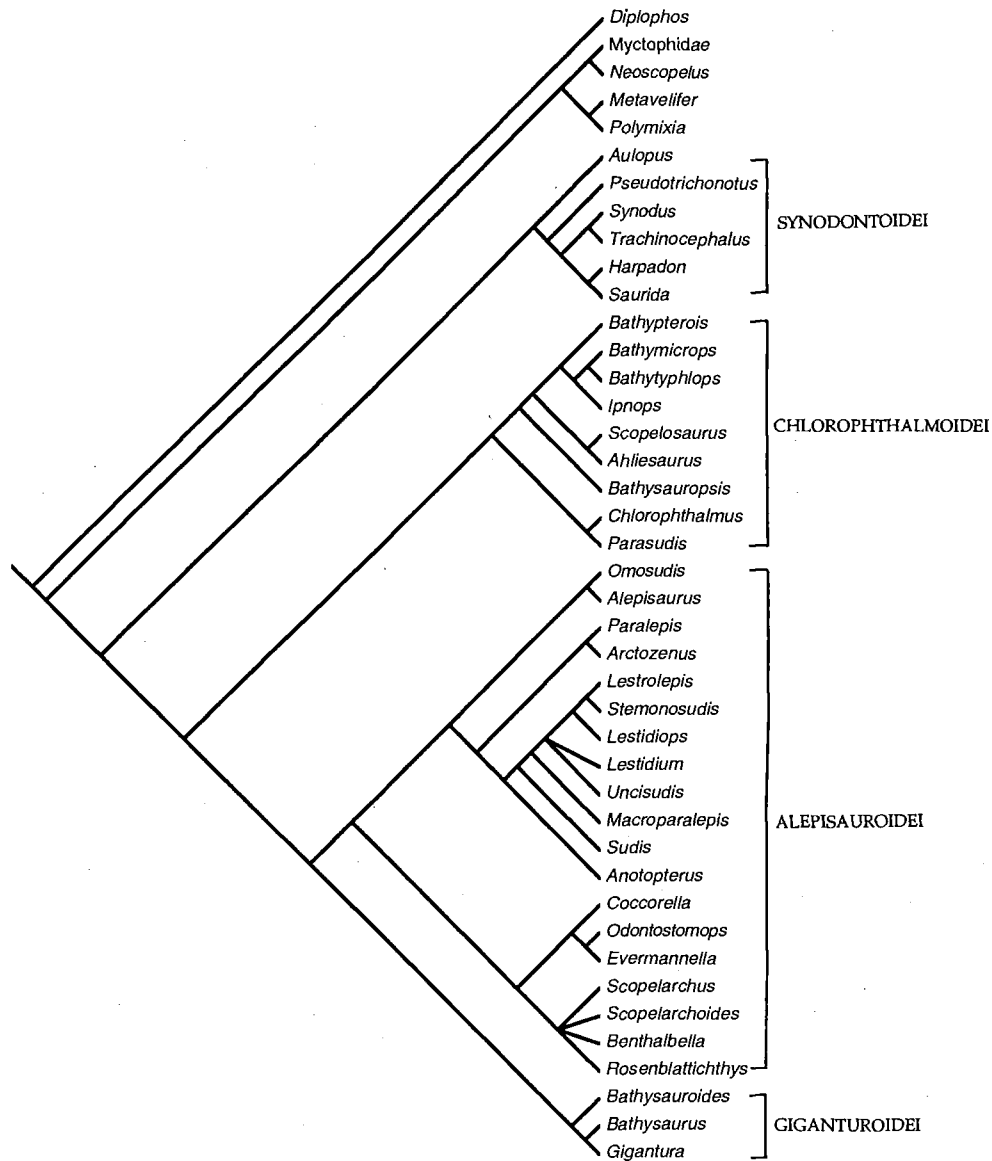 Diplophos
Myctophidae
Neoscopelus
Metavelifer
Polymixia
Aulopus
Pseudotrichonotus
Synodus
Trachinocephalus
Harpadon
Saurida
SYNODONTOIDEI
Bathypterois
Bathymicrops
Bathytyphlops
Ipnops
Scopelosaurus
Ahliesaurus
Bathysauropsis
Chlorophthalmus
Parasudis
CHLOROPHTHALMOIDEI
Omosudis
Alepisaurus
Paralepis
Arctozenus
Lestrolepis
Stemonosudis
Lestidiops
Lestidium
Uncisudis
Macroparalepis
Sudis
Anotopterus
Coccorella
Odontostomops
Evermannella
Scopelarchus
Scopelarchoides
Benthalbella
Rosenblattichthys
ALEPISAUROIDEI
Bathysauroides
Bathysaurus
Gigantura
GIGANTUROIDEI